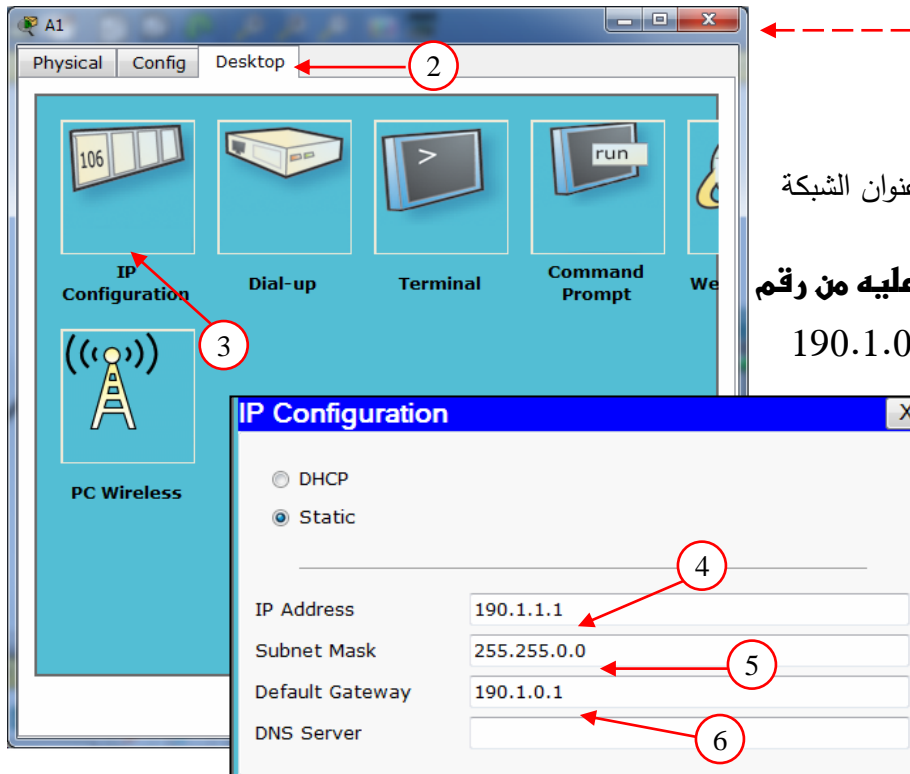 A1
Physical Config Desktop
2
106
>
run
عنوان الشبكة
IP Configuration
Dial-up
Terminal
Command Prompt
We
عليه من رقم
190.1.0
3
PC Wireless
IP Configuration
X
DHCP
Static
4
IP Address 190.1.1.1
Subnet Mask 255.255.0.0
5
Default Gateway 190.1.0.1
DNS Server
6